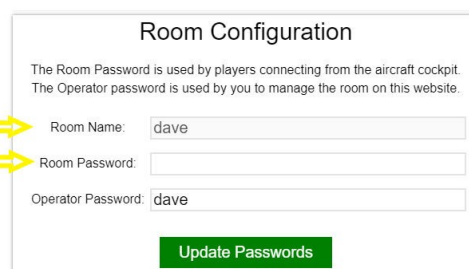 Room Configuration
The Room Password is used by players connecting from the aircraft cockpit.
The Operator password is used by you to manage the room on this website.
Room Name: dave
Room Password:
Operator Password: dave
Update Passwords